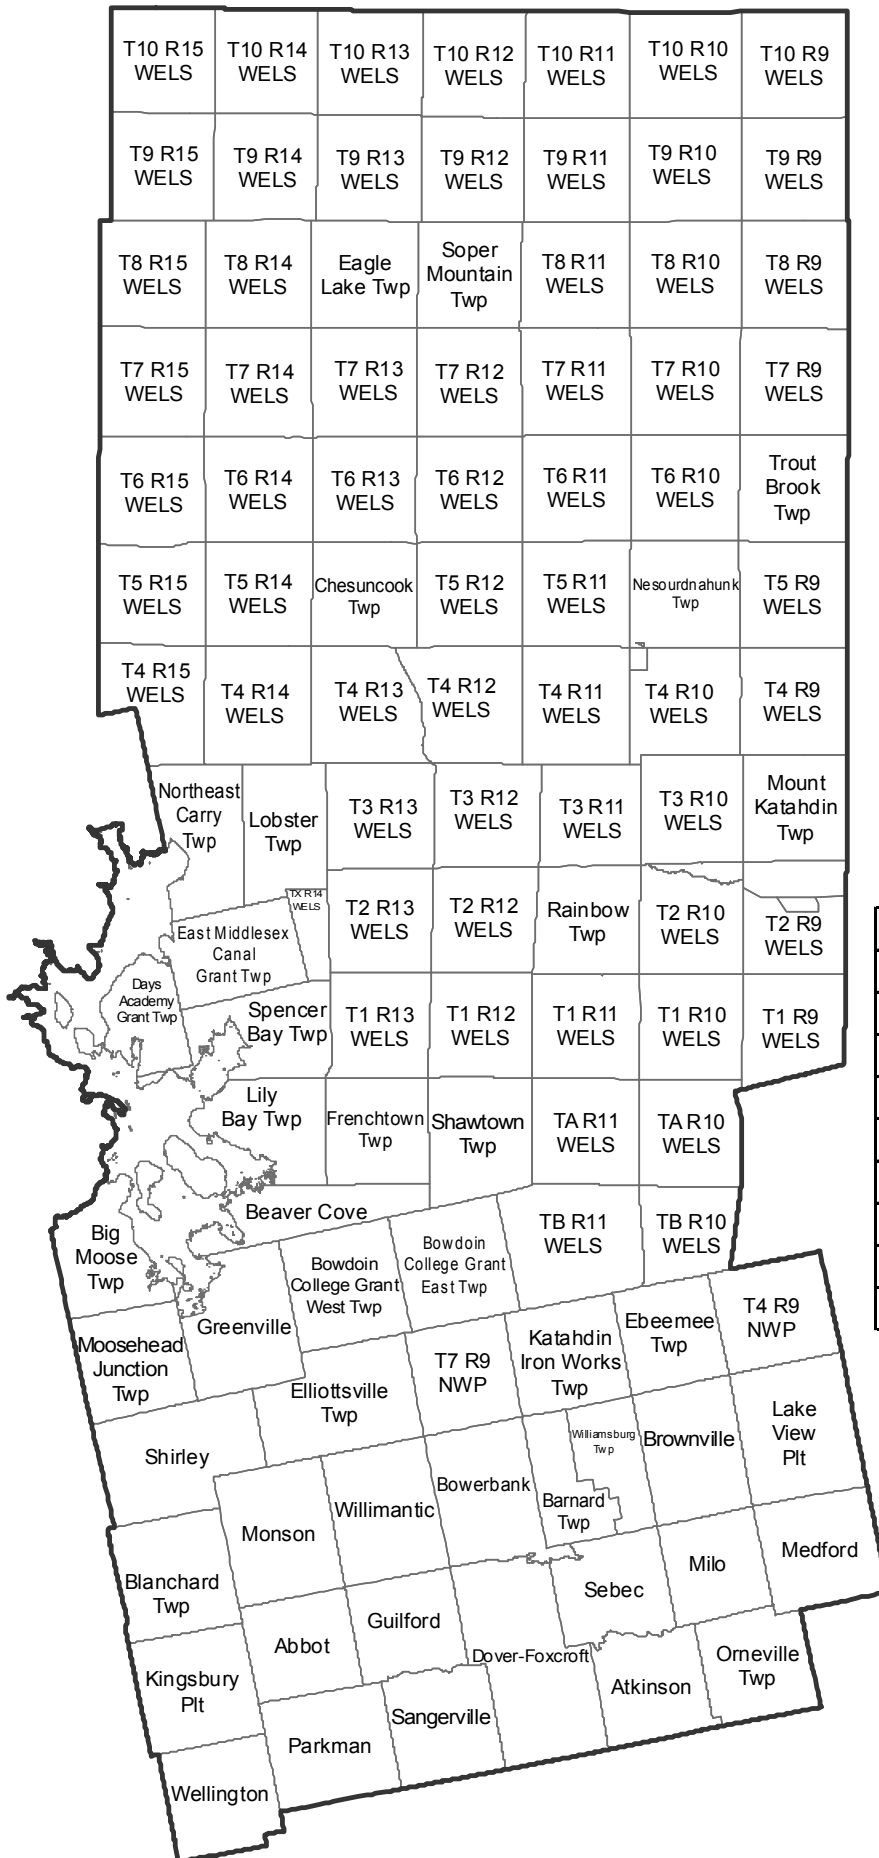 T10 R15
WELS
T10 R14
WELS
T10 R13
WELS
T10 R12
WELS
T10 R11
WELS
T10 R10
WELS
T10 R9
WELS
T9 R15
WELS
T9 R14
WELS
T9 R13
WELS
T9 R12
WELS
T9 R11
WELS
T9 R10
WELS
T9 R9
WELS
T8 R15
WELS
T8 R14
WELS
Eagle
Lake Twp
Soper
Mountain
Twp
T8 R11
WELS
T8 R10
WELS
T8 R9
WELS
T7 R15
WELS
T7 R14
WELS
T7 R13
WELS
T7 R12
WELS
T7 R11
WELS
T7 R10
WELS
T7 R9
WELS
T6 R15
WELS
T6 R14
WELS
T6 R13
WELS
T6 R12
WELS
T6 R11
WELS
T6 R10
WELS
Trout
Brook
Twp
T5 R15
WELS
T5 R14
WELS
Chesuncook
Twp
T5 R12
WELS
T5 R11
WELS
Nesourdnahunk
Twp
T5 R9
WELS
T4 R15
WELS
T4 R14
WELS
T4 R13
WELS
T4 R12
WELS
T4 R11
WELS
T4 R10
WELS
T4 R9
WELS
Northeast
Carry
Twp
Lobster
Twp
T3 R13
WELS
T3 R12
WELS
T3 R11
WELS
T3 R10
WELS
Mount
Katahdin
Twp
TX R14
WELS
East Middlesex
Canal
Grant Twp
T2 R13
WELS
T2 R12
WELS
Rainbow
Twp
T2 R10
WELS
T2 R9
WELS
Days
Academy
Grant Twp
Spencer
Bay Twp
T1 R13
WELS
T1 R12
WELS
T1 R11
WELS
T1 R10
WELS
T1 R9
WELS
Lily
Bay Twp
Frenchtown
Twp
Shawtown
Twp
TA R11
WELS
TA R10
WELS
Beaver Cove
Big
Moose
Twp
Bowdoin
College Grant
West Twp
Bowdoin
College Grant
East Twp
TB R11
WELS
TB R10
WELS
Moosehead
Junction
Twp
Greenville
Elliottsville
Twp
T7 R9
NWP
Katahdin
Iron Works
Twp
Ebeemee
Twp
T4 R9
NWP
Shirley
Williamsburg
Twp
Brownville
Lake
View
Plt
Monson
Willimantic
Bowerbank
Barnard
Twp
Blanchard
Twp
Sebec
Milo
Medford
Abbot
Guilford
Dover-Foxcroft
Kingsbury
Plt
Atkinson
Orneville
Twp
Parkman
Sangerville
Wellington